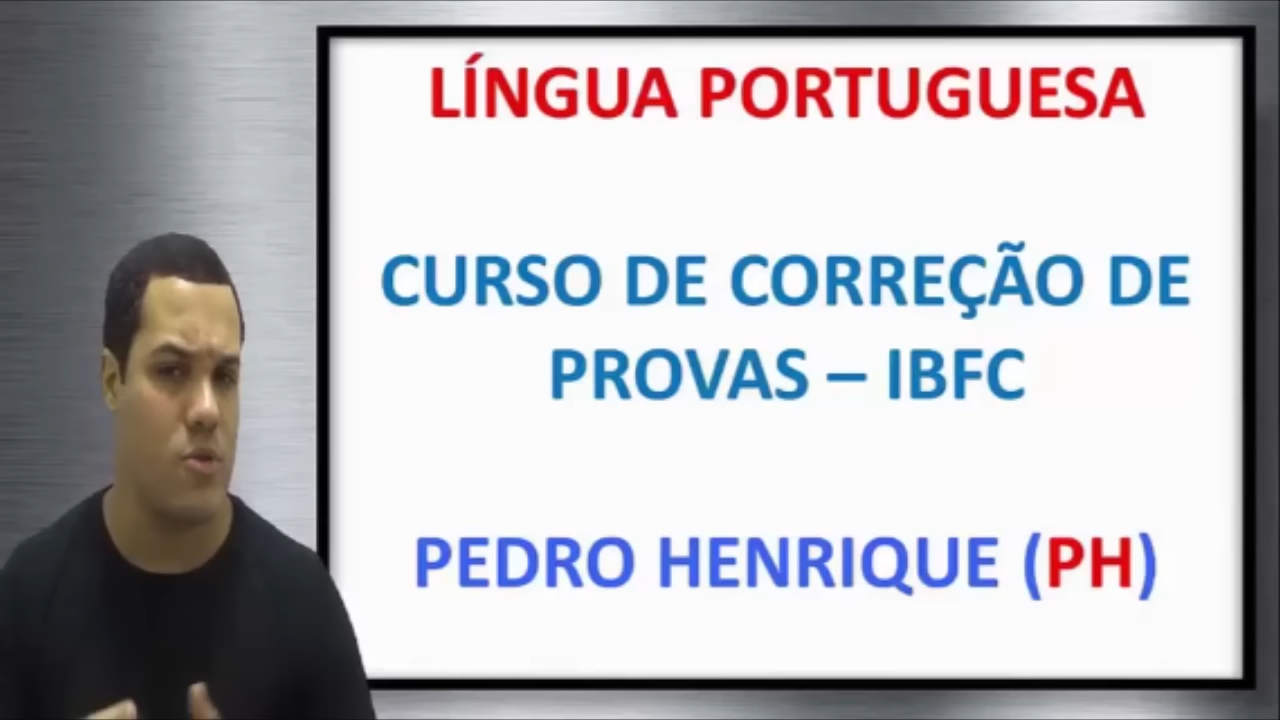 LÍNGUA PORTUGUESA
CURSO DE CORREÇÃO DE
PROVAS – IBFC
PEDRO HENRIQUE (PH)